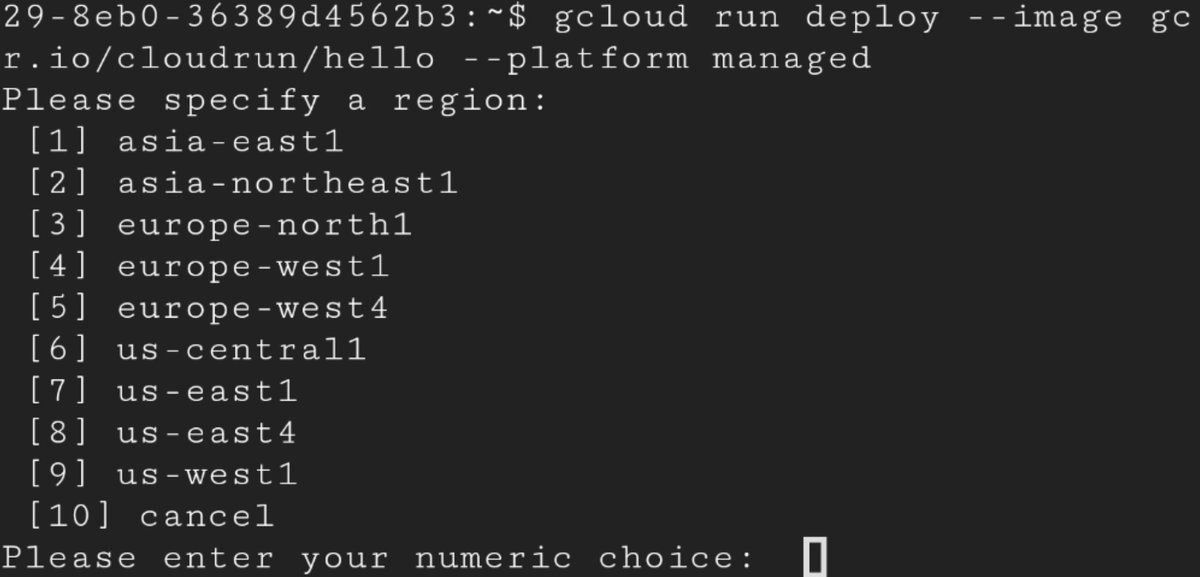 29-8eb0-36389d4562b3:~$ gcloud run deploy --image gc
r.io/cloudrun/hello --platform managed
Please specify a region:
[1] asia-east1
[2] asia-northeast1
[3] europe-north1
[4] europe-west1
[5] europe-west4
[6] us-central1
[7] us-east1
[8] us-east4
[9] us-west1
[10] cancel
Please enter your numeric choice: